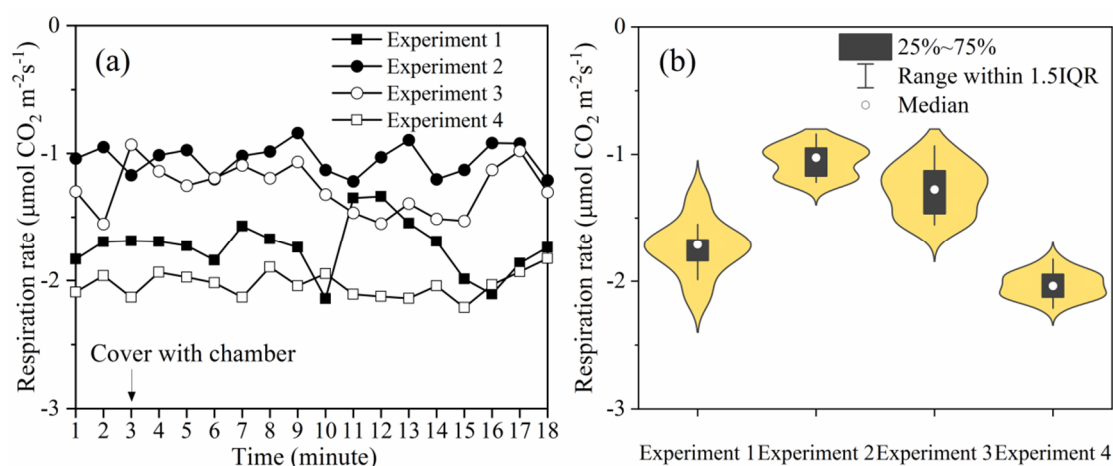 (a)
Experiment 1
Experiment 2
Experiment 3
Experiment 4
Respiration rate (μmol CO₂ m⁻²s⁻¹)
0
-1
-2
-3
Cover with chamber
1 2 3 4 5 6 7 8 9 10 11 12 13 14 15 16 17 18
Time (minute)
(b)
25%~75%
Range within 1.5IQR
Median
Respiration rate (μmol CO₂ m⁻²s⁻¹)
0
-1
-2
-3
Experiment 1 Experiment 2 Experiment 3 Experiment 4